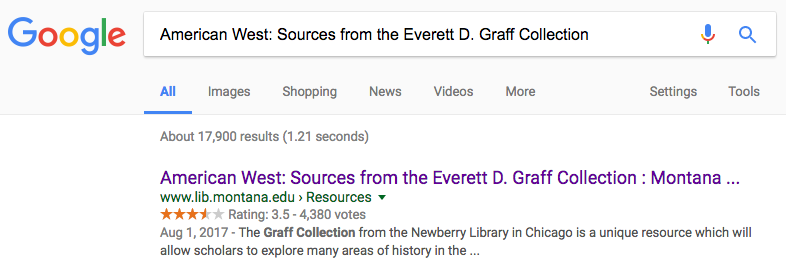 Google
American West: Sources from the Everett D. Graff Collection
All Images Shopping News Videos More Settings Tools
About 17,900 results (1.21 seconds)
American West: Sources from the Everett D. Graff Collection : Montana ...
www.lib.montana.edu › Resources
Rating: 3.5 - 4,380 votes
Aug 1, 2017 - The Graff Collection from the Newberry Library in Chicago is a unique resource which will
allow scholars to explore many areas of history in the ...